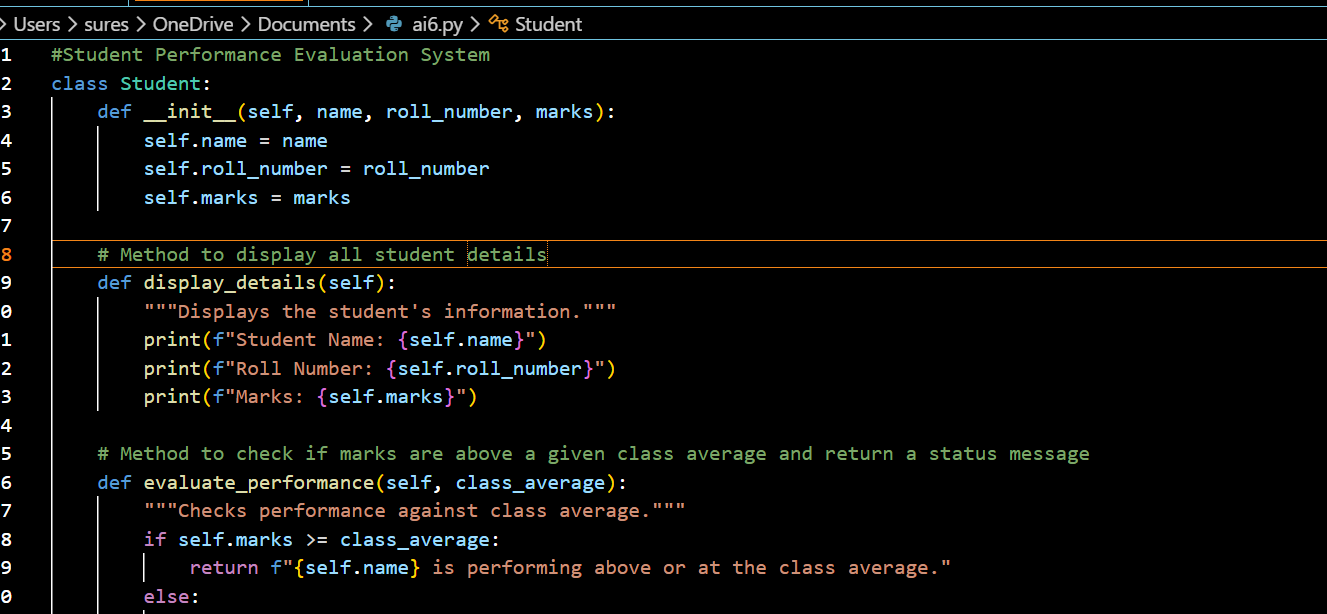 > Users > sures > OneDrive > Documents > ai6.py > Student
1 #Student Performance Evaluation System
2 class Student:
3     def __init__(self, name, roll_number, marks):
4         self.name = name
5         self.roll_number = roll_number
6         self.marks = marks
7
8     # Method to display all student details
9     def display_details(self):
0         """Displays the student's information."""
1         print(f"Student Name: {self.name}")
2         print(f"Roll Number: {self.roll_number}")
3         print(f"Marks: {self.marks}")
4
5     # Method to check if marks are above a given class average and return a status message
6     def evaluate_performance(self, class_average):
7         """Checks performance against class average."""
8         if self.marks >= class_average:
9             return f"{self.name} is performing above or at the class average."
0         else: